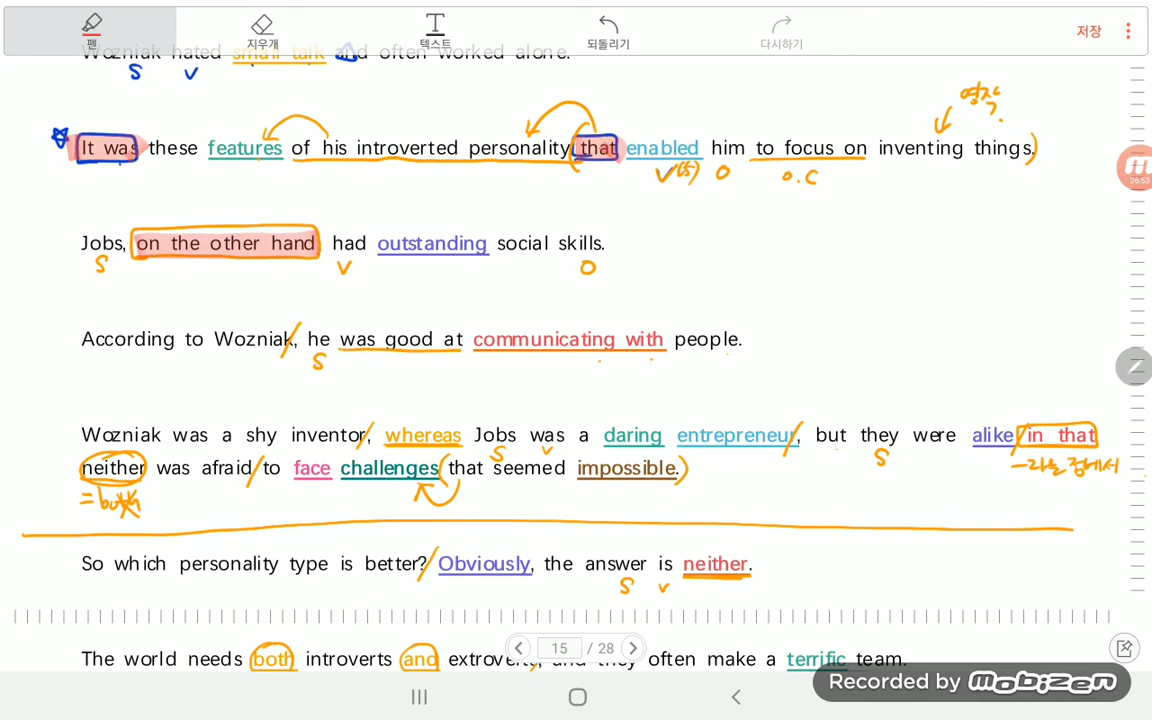 펜 지우개 텍스트 되돌리기 다시하기 저장
Wozniak hated small talk and often worked alone.
S V
영작
It was these features of his introverted personality that enabled him to focus on inventing things.
V(5) O O.C
26:53
Jobs, on the other hand had outstanding social skills.
S V O
According to Wozniak, he was good at communicating with people.
S
Wozniak was a shy inventor, whereas Jobs was a daring entrepreneur, but they were alike in that
S V S
neither was afraid to face challenges that seemed impossible.
-라는 점에서
So which personality type is better? Obviously, the answer is neither.
S V
15 / 28
The world needs both introverts and extroverts, and they often make a terrific team.
Recorded by mobizen